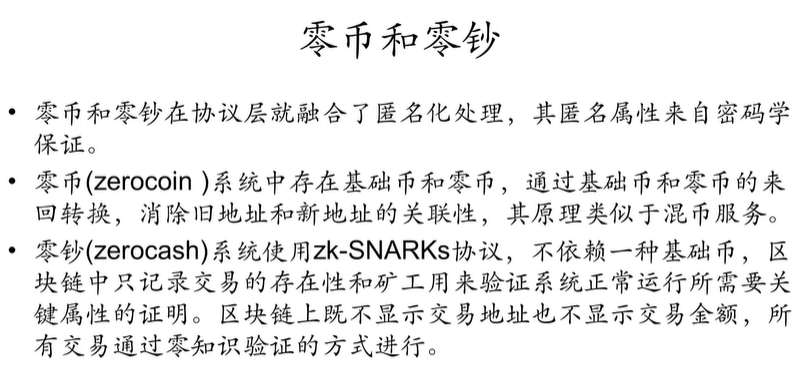 零币和零钞
• 零币和零钞在协议层就融合了匿名化处理，其匿名属性来自密码学
保证。
• 零币(zerocoin )系统中存在基础币和零币，通过基础币和零币的来
回转换，消除旧地址和新地址的关联性，其原理类似于混币服务。
• 零钞(zerocash)系统使用zk-SNARKs协议，不依赖一种基础币，区
块链中只记录交易的存在性和矿工用来验证系统正常运行所需要关
键属性的证明。区块链上既不显示交易地址也不显示交易金额，所
有交易通过零知识验证的方式进行。